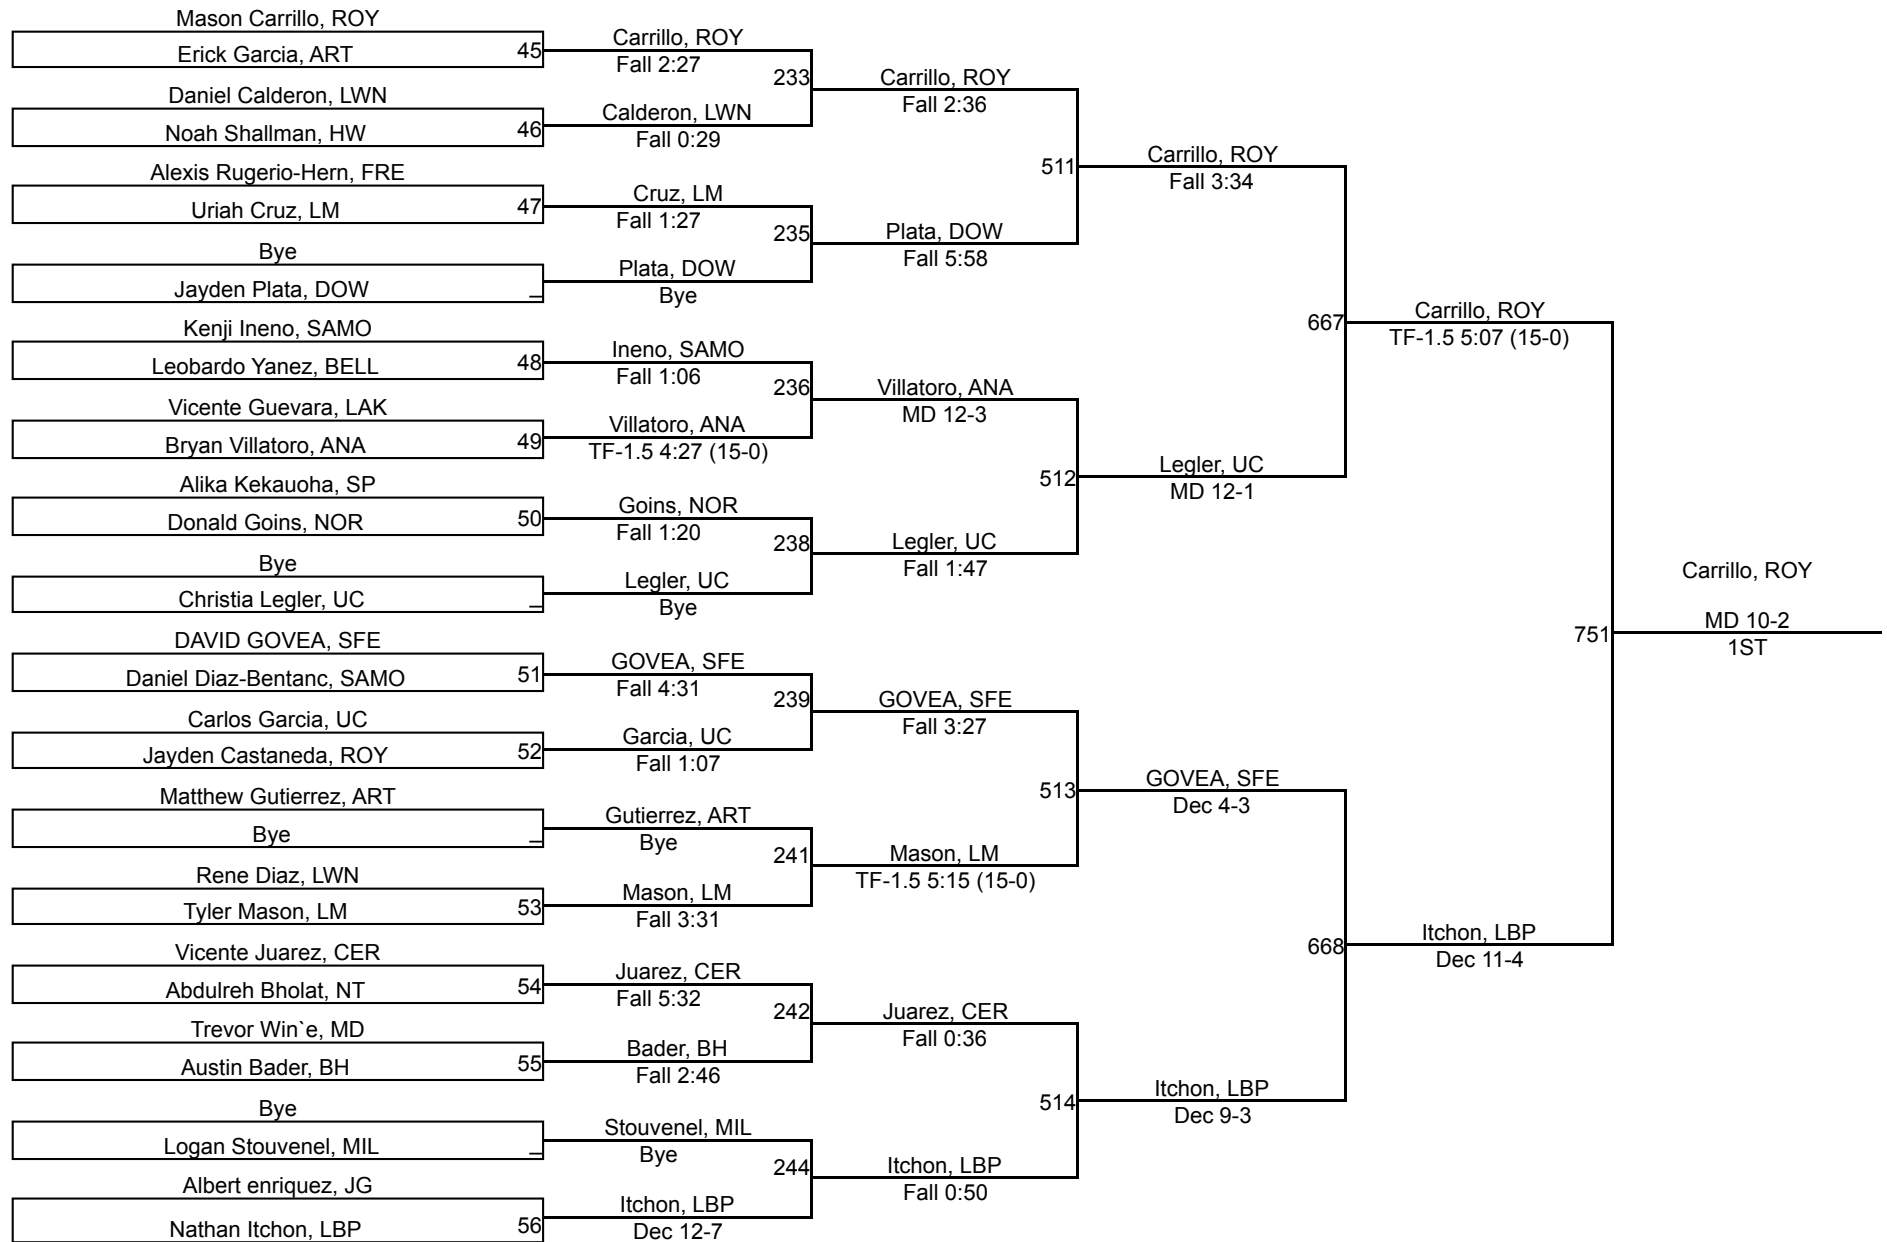 Mason Carrillo, ROY
Erick Garcia, ART
45
Daniel Calderon, LWN
Noah Shallman, HW
46
Alexis Rugerio-Hern, FRE
Uriah Cruz, LM
47
Bye
Jayden Plata, DOW
_
Kenji Ineno, SAMO
Leobardo Yanez, BELL
48
Vicente Guevara, LAK
Bryan Villatoro, ANA
49
Alika Kekauoha, SP
Donald Goins, NOR
50
Bye
Christia Legler, UC
_
DAVID GOVEA, SFE
Daniel Diaz-Bentanc, SAMO
51
Carlos Garcia, UC
Jayden Castaneda, ROY
52
Matthew Gutierrez, ART
Bye
_
Rene Diaz, LWN
Tyler Mason, LM
53
Vicente Juarez, CER
Abdulreh Bholat, NT
54
Trevor Win`e, MD
Austin Bader, BH
55
Bye
Logan Stouvenel, MIL
_
Albert enriquez, JG
Nathan Itchon, LBP
56
Carrillo, ROY
Fall 2:27
233
Calderon, LWN
Fall 0:29
Cruz, LM
Fall 1:27
235
Plata, DOW
Bye
Ineno, SAMO
Fall 1:06
236
Villatoro, ANA
TF-1.5 4:27 (15-0)
Goins, NOR
Fall 1:20
238
Legler, UC
Bye
GOVEA, SFE
Fall 4:31
239
Garcia, UC
Fall 1:07
Gutierrez, ART
Bye
241
Mason, LM
Fall 3:31
Juarez, CER
Fall 5:32
242
Bader, BH
Fall 2:46
Stouvenel, MIL
Bye
244
Itchon, LBP
Dec 12-7
Carrillo, ROY
Fall 2:36
511
Plata, DOW
Fall 5:58
Villatoro, ANA
MD 12-3
512
Legler, UC
Fall 1:47
GOVEA, SFE
Fall 3:27
513
Mason, LM
TF-1.5 5:15 (15-0)
Juarez, CER
Fall 0:36
514
Itchon, LBP
Fall 0:50
Carrillo, ROY
Fall 3:34
667
Legler, UC
MD 12-1
GOVEA, SFE
Dec 4-3
668
Itchon, LBP
Dec 9-3
Carrillo, ROY
TF-1.5 5:07 (15-0)
751
Itchon, LBP
Dec 11-4
Carrillo, ROY
MD 10-2
1ST